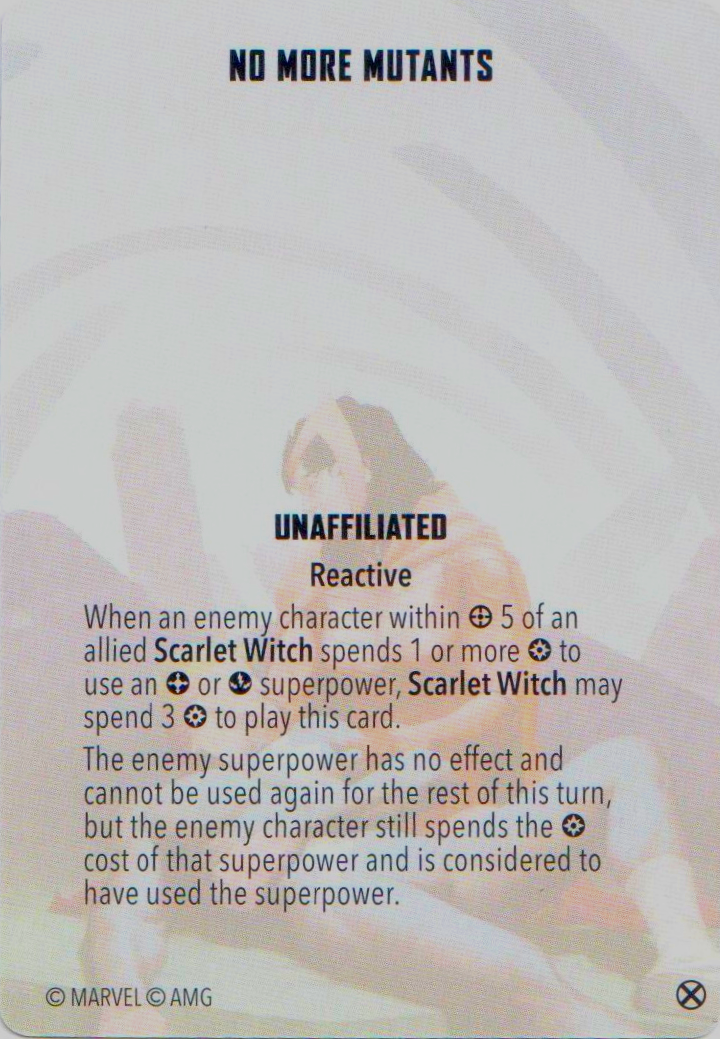 NO MORE MUTANTS
UNAFFILIATED
Reactive
When an enemy character within 5 of an
allied Scarlet Witch spends 1 or more to
use an or superpower, Scarlet Witch may
spend 3 to play this card.
The enemy superpower has no effect and
cannot be used again for the rest of this turn,
but the enemy character still spends the
cost of that superpower and is considered to
have used the superpower.
© MARVEL © AMG